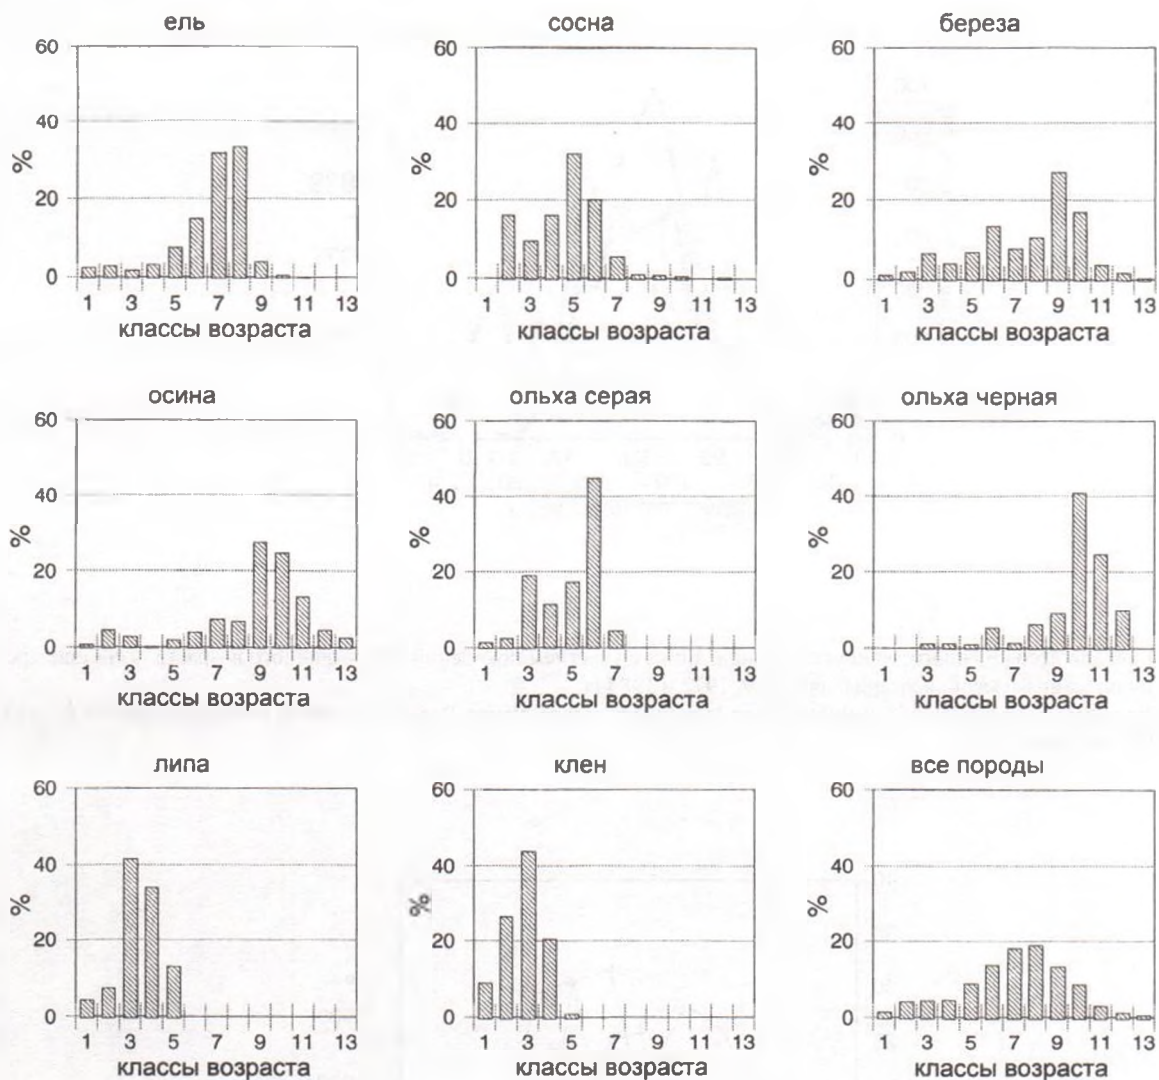 ель
60
40
20
0
%
1 3 5 7 9 11 13
классы возраста
сосна
60
40
20
0
%
1 3 5 7 9 11 13
классы возраста
береза
60
40
20
0
%
1 3 5 7 9 11 13
классы возраста
осина
60
40
20
0
%
1 3 5 7 9 11 13
классы возраста
ольха серая
60
40
20
0
%
1 3 5 7 9 11 13
классы возраста
ольха черная
60
40
20
0
%
1 3 5 7 9 11 13
классы возраста
липа
60
40
20
0
%
1 3 5 7 9 11 13
классы возраста
клен
60
40
20
0
%
1 3 5 7 9 11 13
классы возраста
все породы
60
40
20
0
%
1 3 5 7 9 11 13
классы возраста